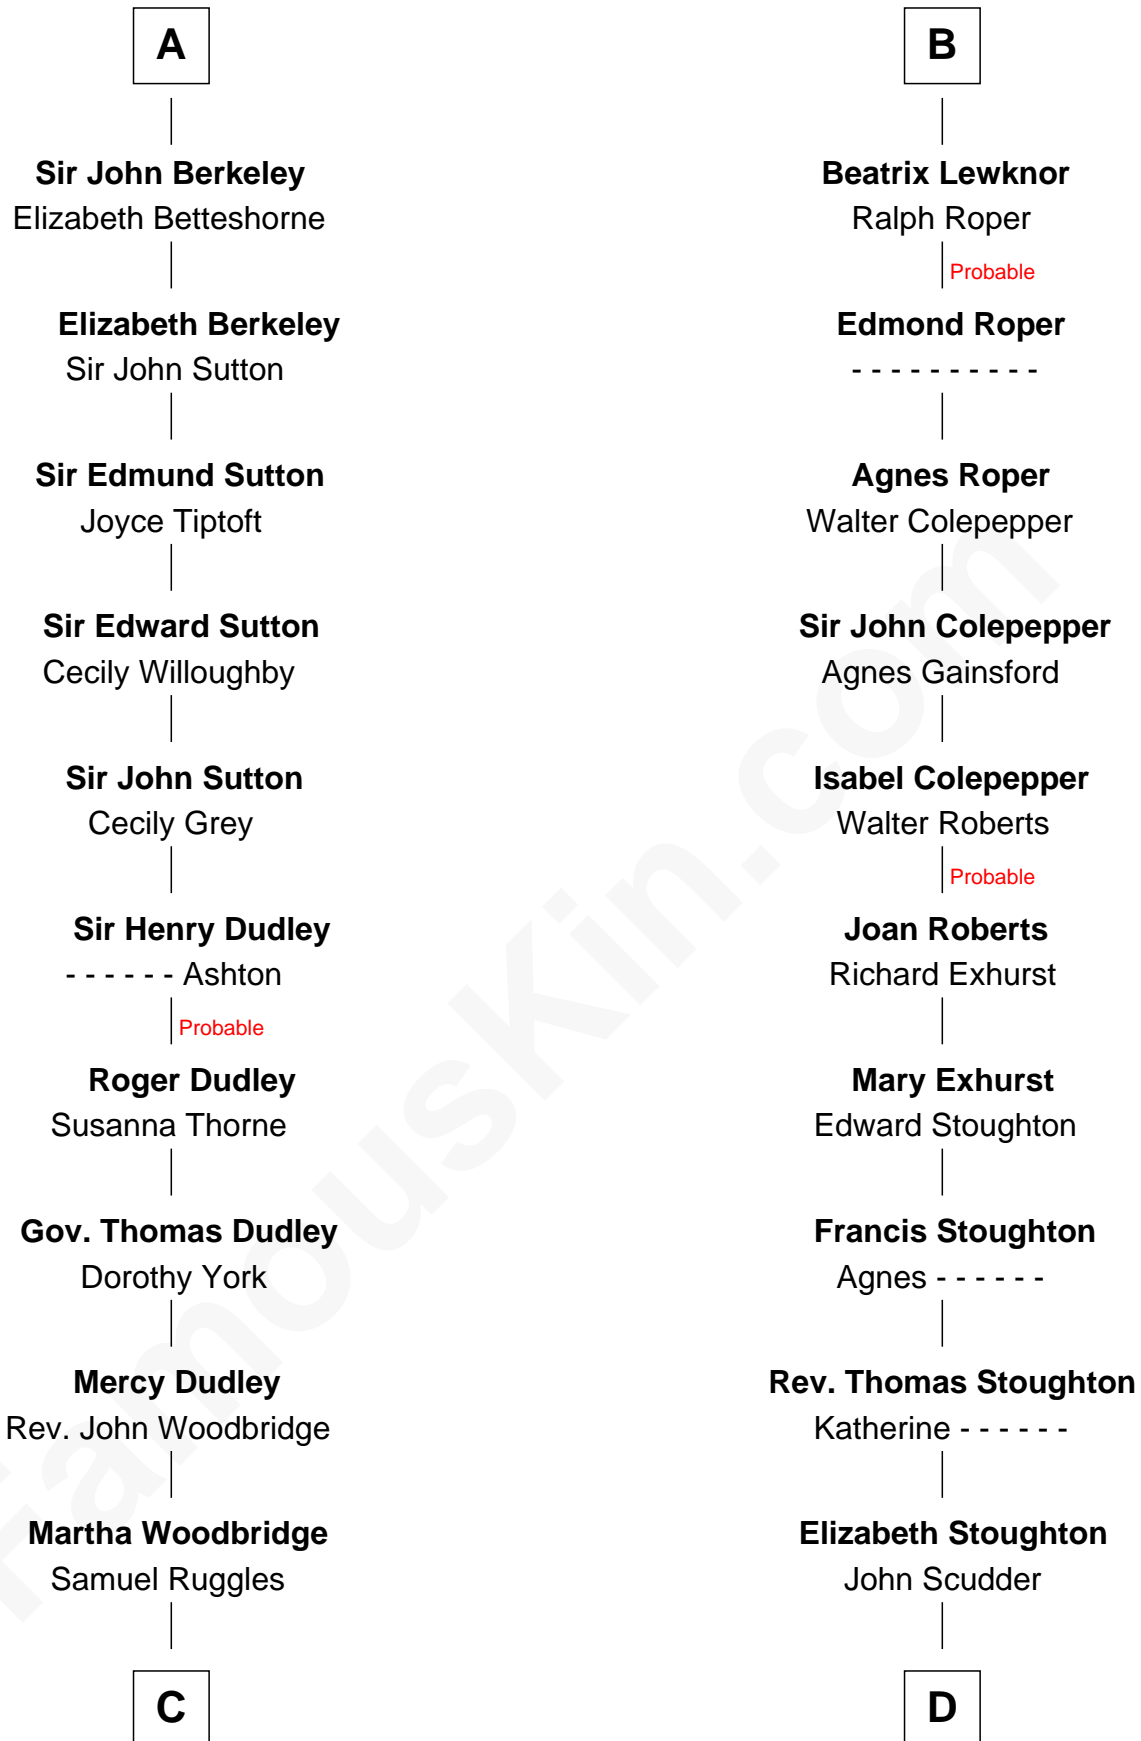 A
Sir John Berkeley
Elizabeth Betteshorne
Elizabeth Berkeley
Sir John Sutton
Sir Edmund Sutton
Joyce Tiptoft
Sir Edward Sutton
Cecily Willoughby
Sir John Sutton
Cecily Grey
Sir Henry Dudley
- - - - - - Ashton
Probable
Roger Dudley
Susanna Thorne
Gov. Thomas Dudley
Dorothy York
Mercy Dudley
Rev. John Woodbridge
Martha Woodbridge
Samuel Ruggles
C
B
Beatrix Lewknor
Ralph Roper
Probable
Edmond Roper
- - - - - - - - - -
Agnes Roper
Walter Colepepper
Sir John Colepepper
Agnes Gainsford
Isabel Colepepper
Walter Roberts
Probable
Joan Roberts
Richard Exhurst
Mary Exhurst
Edward Stoughton
Francis Stoughton
Agnes - - - - - -
Rev. Thomas Stoughton
Katherine - - - - - -
Elizabeth Stoughton
John Scudder
D
FamousKin.com